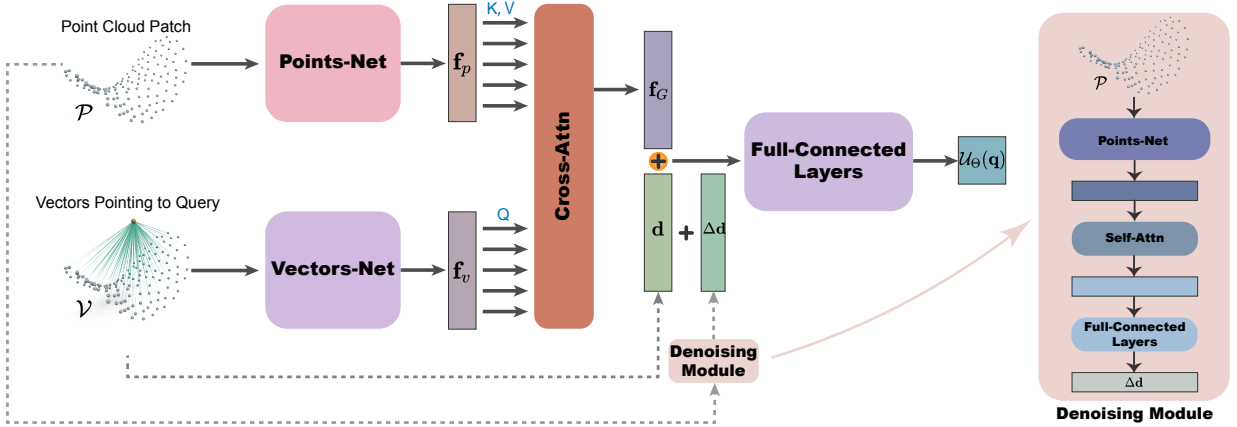 Point Cloud Patch
𝒫
Points-Net
f_p
K, V
Cross-Attn
f_G
+
Full-Connected
Layers
𝒰_Θ(q)
Vectors Pointing to Query
𝒱
Vectors-Net
f_v
Q
d
+
Δd
Denoising
Module
𝒫
Points-Net
Self-Attn
Full-Connected
Layers
Δd
Denoising Module